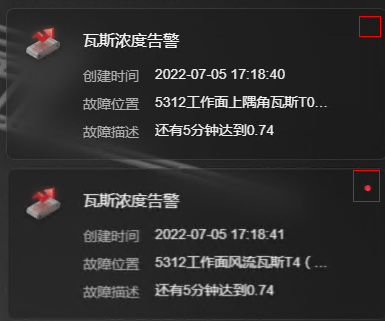 瓦斯浓度告警
创建时间 2022-07-05 17:18:40
故障位置 5312工作面上隅角瓦斯T0...
故障描述 还有5分钟达到0.74
瓦斯浓度告警
创建时间 2022-07-05 17:18:41
故障位置 5312工作面风流瓦斯T4（...
故障描述 还有5分钟达到0.74